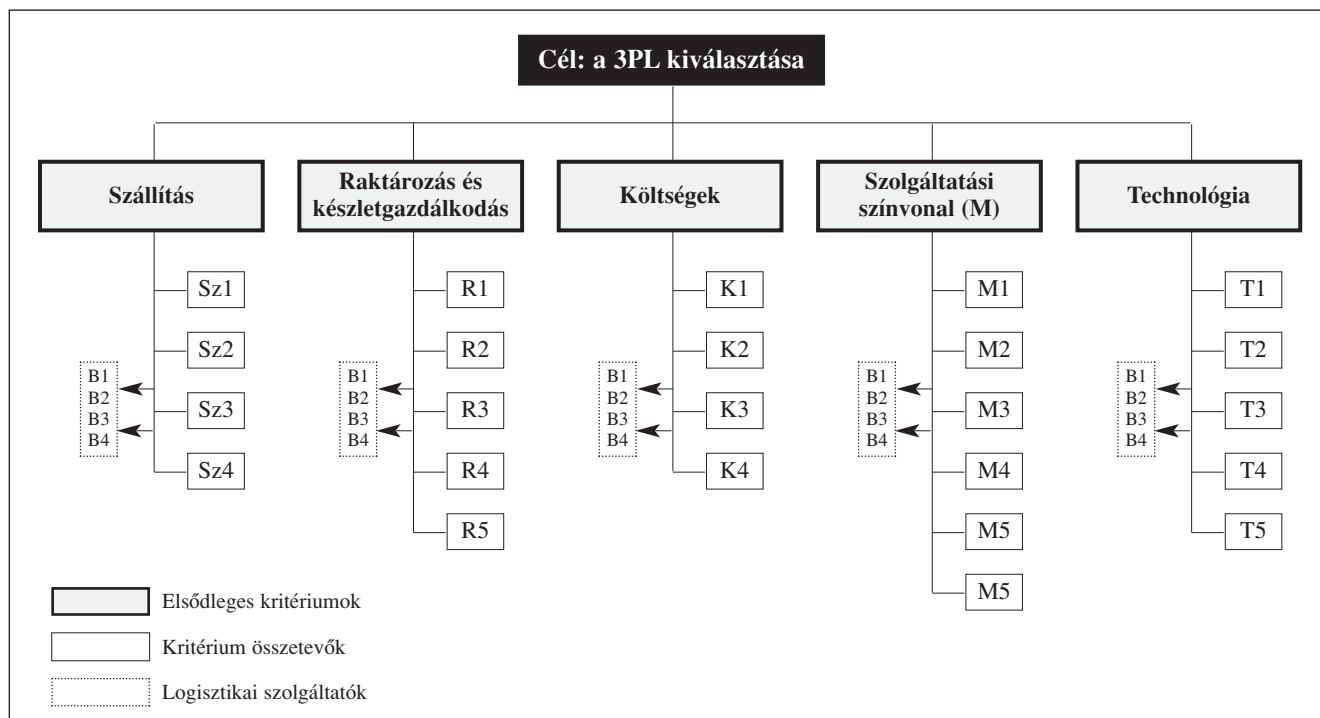 Cél: a 3PL kiválasztása
Szállítás
Raktározás és
készletgazdálkodás
Költségek
Szolgáltatási
színvonal (M)
Technológia
Sz1
Sz2
Sz3
Sz4
B1
B2
B3
B4
R1
R2
R3
R4
R5
B1
B2
B3
B4
K1
K2
K3
K4
B1
B2
B3
B4
M1
M2
M3
M4
M5
M5
B1
B2
B3
B4
T1
T2
T3
T4
T5
B1
B2
B3
B4
Elsődleges kritériumok
Kritérium összetevők
Logisztikai szolgáltatók